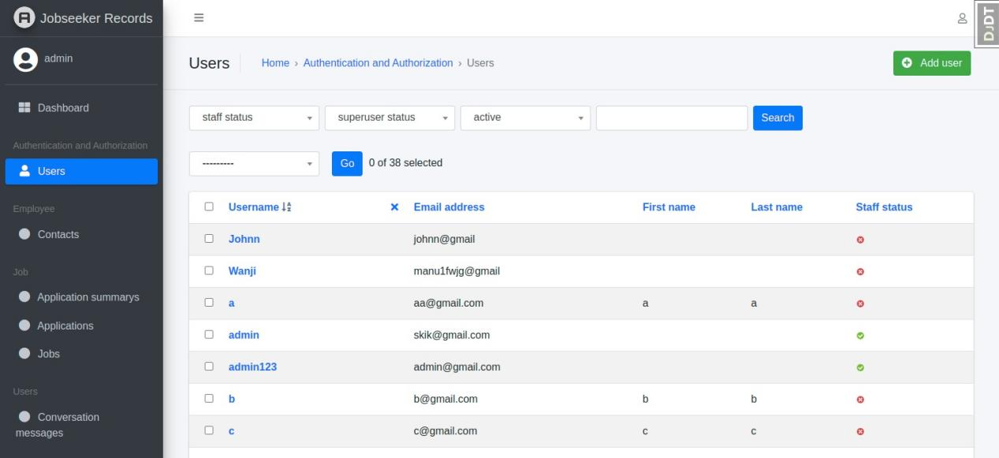 Jobseeker Records
DJDT
admin
Users
Home › Authentication and Authorization › Users
Add user
Dashboard
staff status
superuser status
active
Search
Authentication and Authorization
Users
---------
Go
0 of 38 selected
Employee
Contacts
Job
Application summarys
Applications
Jobs
Users
Conversation
messages
Username Email address First name Last name Staff status
Johnn johnn@gmail
Wanji manu1fwjg@gmail
a aa@gmail.com a a
admin skik@gmail.com
admin123 admin@gmail.com
b b@gmail.com b b
c c@gmail.com c c